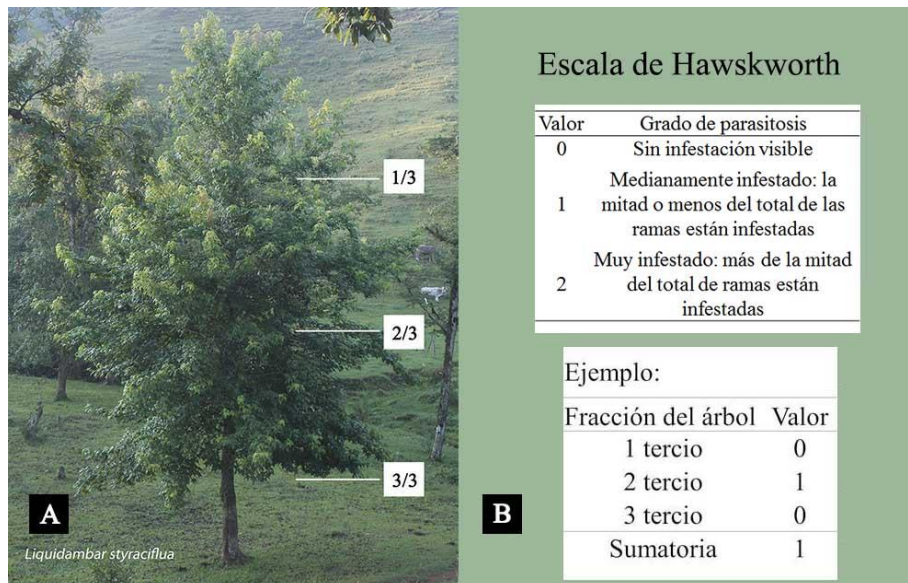 1/3
2/3
3/3
A
Liquidambar styraciflua
Escala de Hawskworth
Valor Grado de parasitosis
0 Sin infestación visible
Medianamente infestado: la
1 mitad o menos del total de las
ramas están infestadas
Muy infestado: más de la mitad
2 del total de ramas están
infestadas
Ejemplo:
Fracción del árbol Valor
1 tercio 0
2 tercio 1
3 tercio 0
Sumatoria 1
B